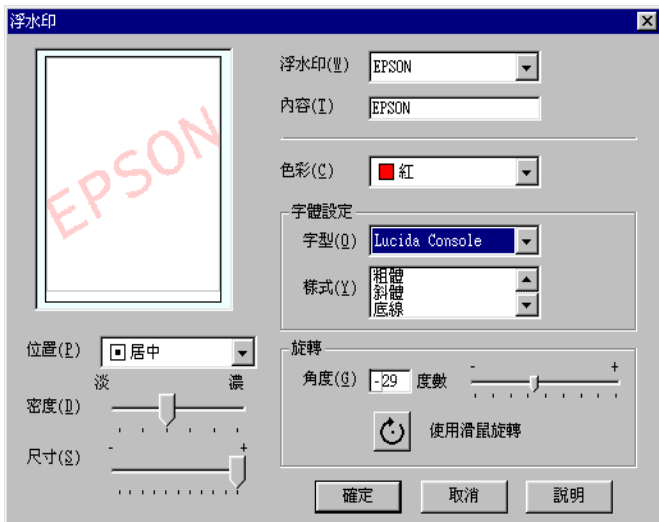 浮水印
EPSON
浮水印(W) EPSON
內容(T) EPSON
色彩(C) 紅
字體設定
字型(O) Lucida Console
樣式(Y) 粗體
斜體
底線
位置(P) 居中
淡 濃
密度(D)
尺寸(S) - +
旋轉
角度(G) -29 度數 - +
使用滑鼠旋轉
確定 取消 說明